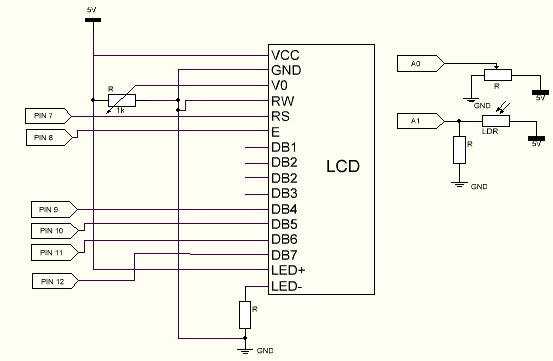 5V
VCC
GND
V0
RW
RS
E
DB1
DB2
DB2
DB3
DB4
DB5
DB6
DB7
LED+
LED-
LCD
R
1k
PIN 7
PIN 8
PIN 9
PIN 10
PIN 11
PIN 12
R
GND
A0
R
GND
5V
A1
LDR
5V
R
GND